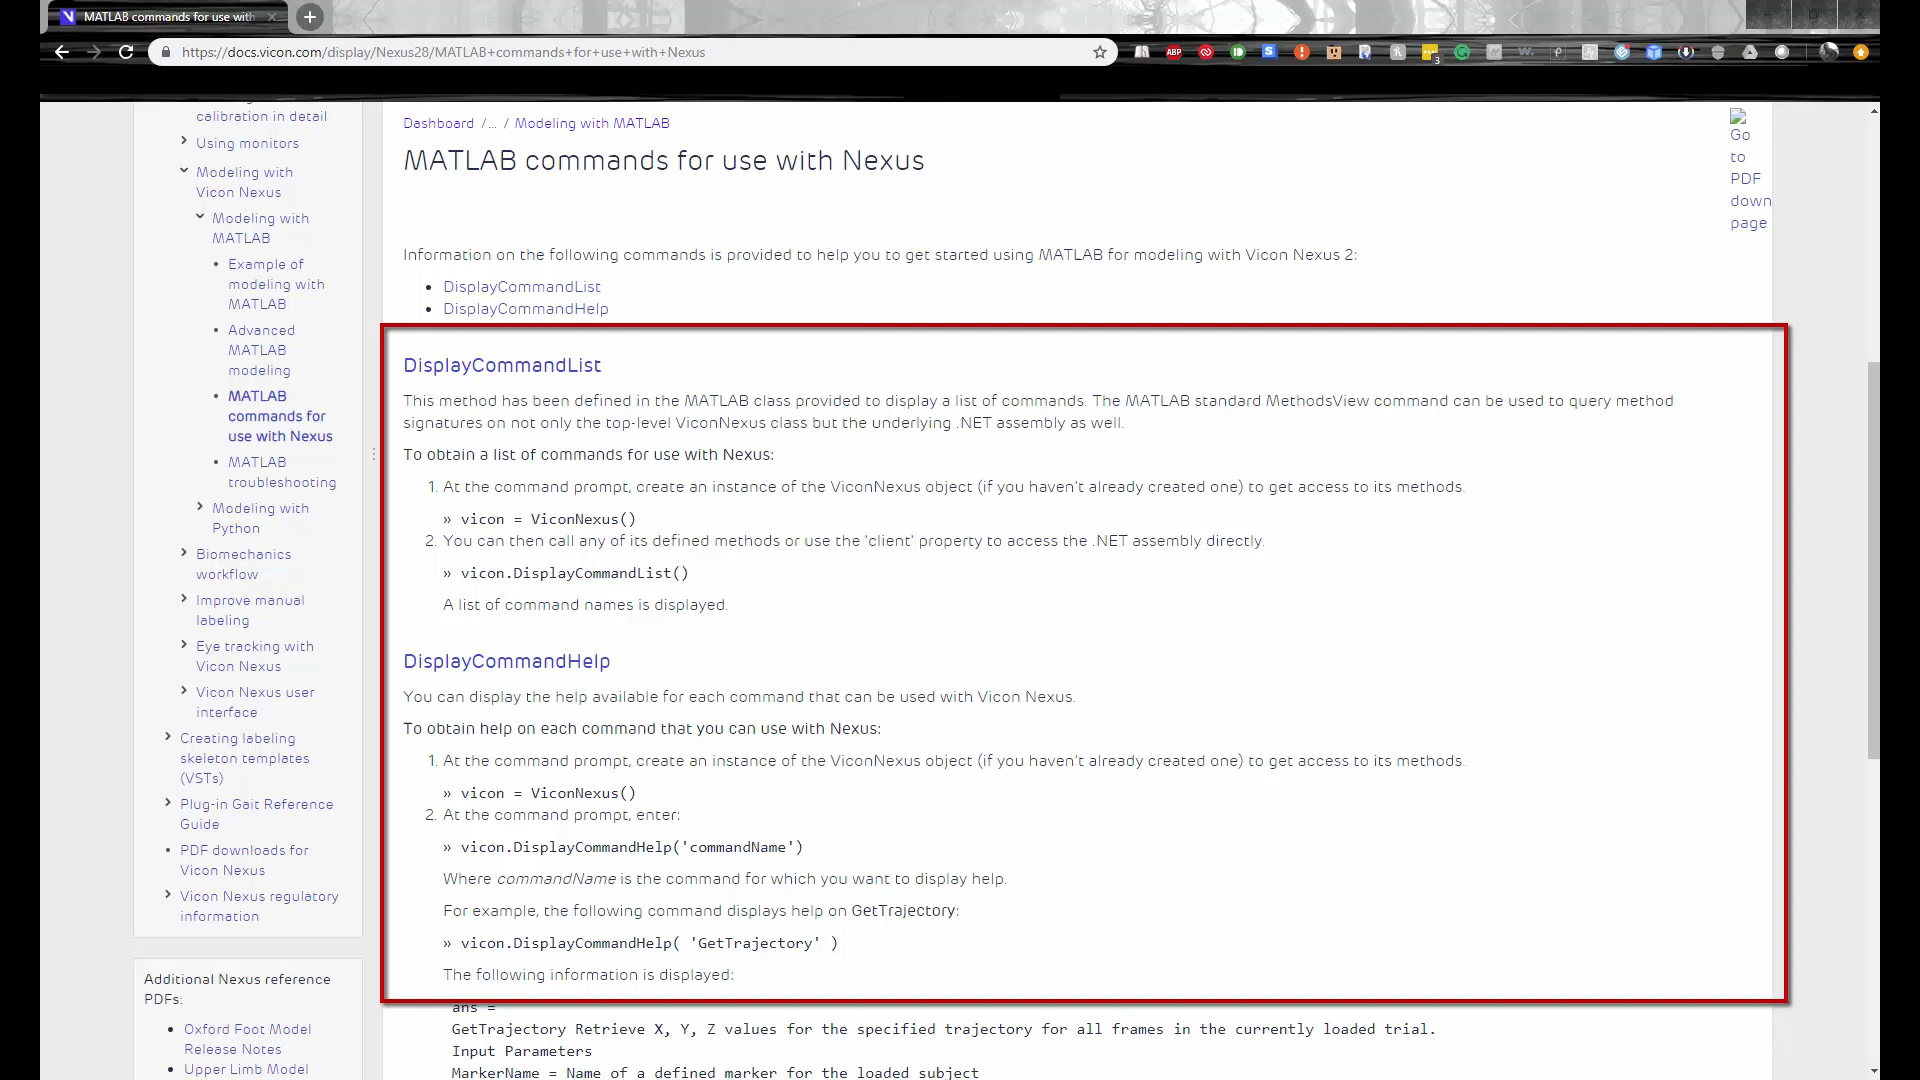 MATLAB commands for use with
https://docs.vicon.com/display/Nexus28/MATLAB+commands+for+use+with+Nexus
calibration in detail
Using monitors
Modeling with
Vicon Nexus
Modeling with
MATLAB
Example of
modeling with
MATLAB
Advanced
MATLAB
modeling
MATLAB
commands for
use with Nexus
MATLAB
troubleshooting
Modeling with
Python
Biomechanics
workflow
Improve manual
labeling
Eye tracking with
Vicon Nexus
Vicon Nexus user
interface
Creating labeling
skeleton templates
(VSTs)
Plug-in Gait Reference
Guide
PDF downloads for
Vicon Nexus
Vicon Nexus regulatory
information
Additional Nexus reference
PDFs:
Oxford Foot Model
Release Notes
Upper Limb Model
Dashboard /... / Modeling with MATLAB
MATLAB commands for use with Nexus
Go
to
PDF
down
page
Information on the following commands is provided to help you to get started using MATLAB for modeling with Vicon Nexus 2:
• DisplayCommandList
• DisplayCommandHelp
DisplayCommandList
This method has been defined in the MATLAB class provided to display a list of commands. The MATLAB standard MethodsView command can be used to query method
signatures on not only the top-level ViconNexus class but the underlying .NET assembly as well.
To obtain a list of commands for use with Nexus:
1. At the command prompt, create an instance of the ViconNexus object (if you haven't already created one) to get access to its methods.
» vicon = ViconNexus()
2. You can then call any of its defined methods or use the 'client' property to access the .NET assembly directly.
» vicon.DisplayCommandList()
A list of command names is displayed.
DisplayCommandHelp
You can display the help available for each command that can be used with Vicon Nexus.
To obtain help on each command that you can use with Nexus:
1. At the command prompt, create an instance of the ViconNexus object (if you haven't already created one) to get access to its methods.
» vicon = ViconNexus()
2. At the command prompt, enter:
» vicon.DisplayCommandHelp('commandName')
Where commandName is the command for which you want to display help.
For example, the following command displays help on GetTrajectory:
» vicon.DisplayCommandHelp( 'GetTrajectory' )
The following information is displayed:
ans =
GetTrajectory Retrieve X, Y, Z values for the specified trajectory for all frames in the currently loaded trial.
Input Parameters
MarkerName = Name of a defined marker for the loaded subject